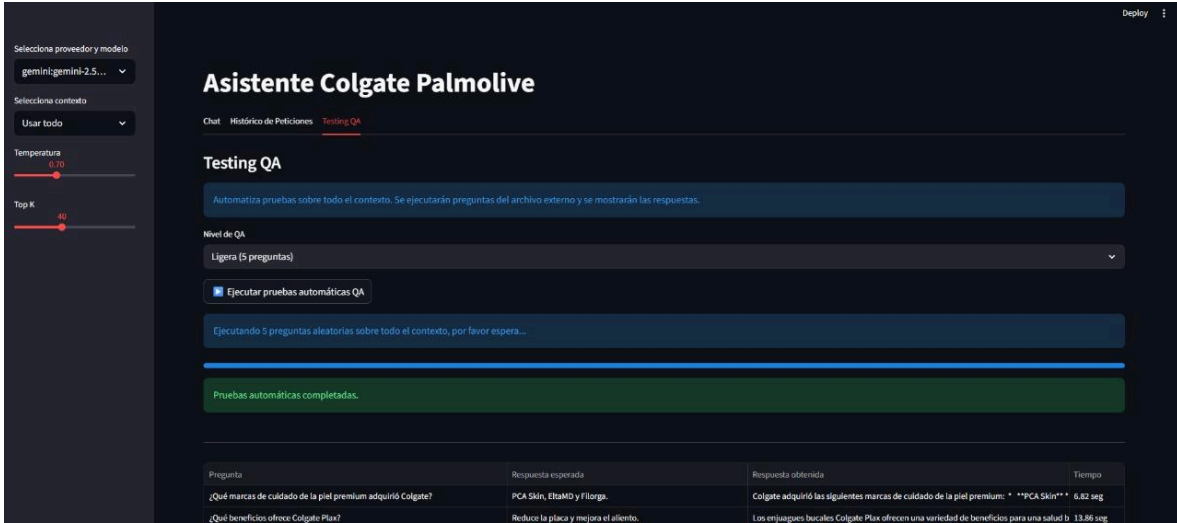 Deploy
Selecciona proveedor y modelo
gemini:gemini-2.5...
Selecciona contexto
Usar todo
Temperatura
0.70
Top K
40
Asistente Colgate Palmolive
Chat Histórico de Peticiones Testing QA
Testing QA
Automatiza pruebas sobre todo el contexto. Se ejecutarán preguntas del archivo externo y se mostrarán las respuestas.
Nivel de QA
Ligera (5 preguntas)
Ejecutar pruebas automáticas QA
Ejecutando 5 preguntas aleatorias sobre todo el contexto, por favor espera...
Pruebas automáticas completadas.
Pregunta Respuesta esperada Respuesta obtenida Tiempo
¿Qué marcas de cuidado de la piel premium adquirió Colgate? PCA Skin, EltaMD y Filorga. Colgate adquirió las siguientes marcas de cuidado de la piel premium: * **PCA Skin** * 6.82 seg
¿Qué beneficios ofrece Colgate Plax? Reduce la placa y mejora el aliento. Los enjuagues bucales Colgate Plax ofrecen una variedad de beneficios para una salud b 13.86 seg